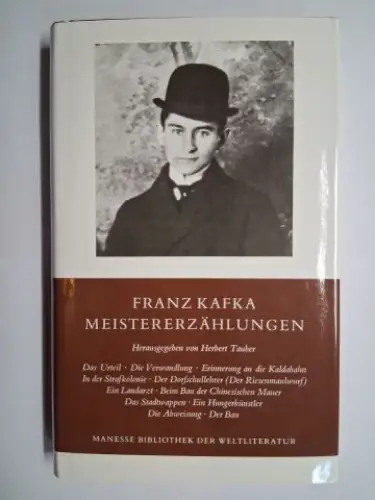 FRANZ KAFKA
MEISTERERZÄHLUNGEN
Herausgegeben von Herbert Tauber
Das Urteil · Die Verwandlung · Erinnerung an die Kaldabahn
In der Strafkolonie · Der Dorfschullehrer (Der Riesenmaulwurf)
Ein Landarzt · Beim Bau der Chinesischen Mauer
Das Stadtwappen · Ein Hungerkünstler
Die Abweisung · Der Bau
MANESSE BIBLIOTHEK DER WELTLITERATUR